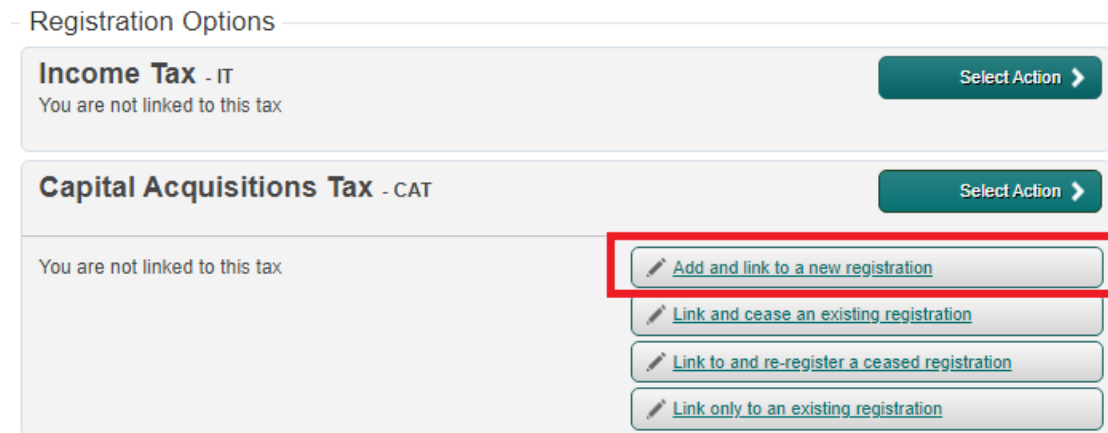 Registration Options
Income Tax - IT
Select Action
You are not linked to this tax
Capital Acquisitions Tax - CAT
Select Action
You are not linked to this tax
Add and link to a new registration
Link and cease an existing registration
Link to and re-register a ceased registration
Link only to an existing registration